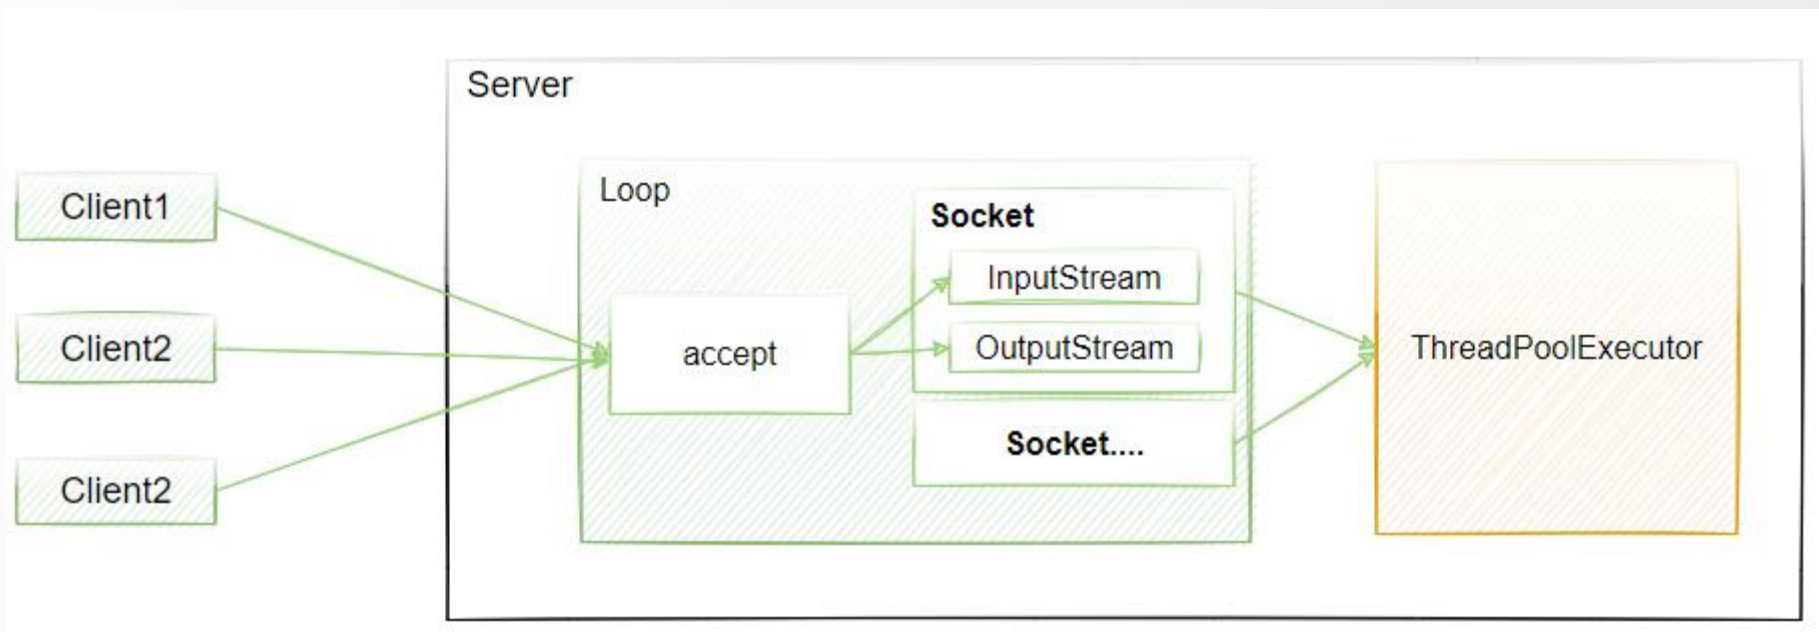 Server
Client1
Client2
Client2
Loop
accept
Socket
InputStream
OutputStream
Socket....
ThreadPoolExecutor